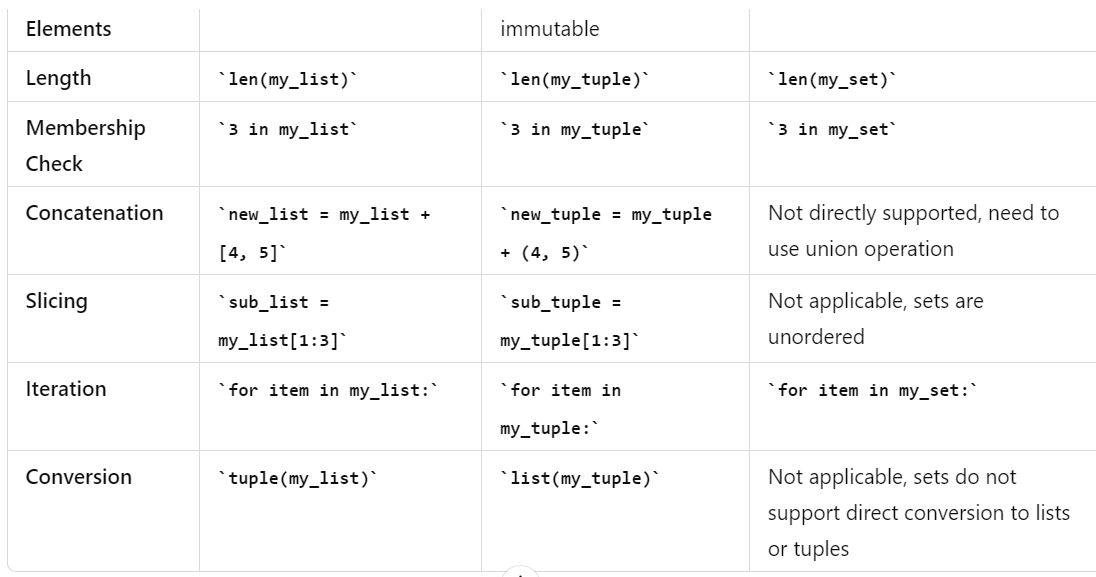 Elements immutable
Length `len(my_list)` `len(my_tuple)` `len(my_set)`
Membership `3 in my_list` `3 in my_tuple` `3 in my_set`
Check
Concatenation `new_list = my_list + `new_tuple = my_tuple Not directly supported, need to
[4, 5]` + (4, 5)` use union operation
Slicing `sub_list = `sub_tuple = Not applicable, sets are
my_list[1:3]` my_tuple[1:3]` unordered
Iteration `for item in my_list:` `for item in `for item in my_set:`
my_tuple:`
Conversion `tuple(my_list)` `list(my_tuple)` Not applicable, sets do not
support direct conversion to lists
or tuples